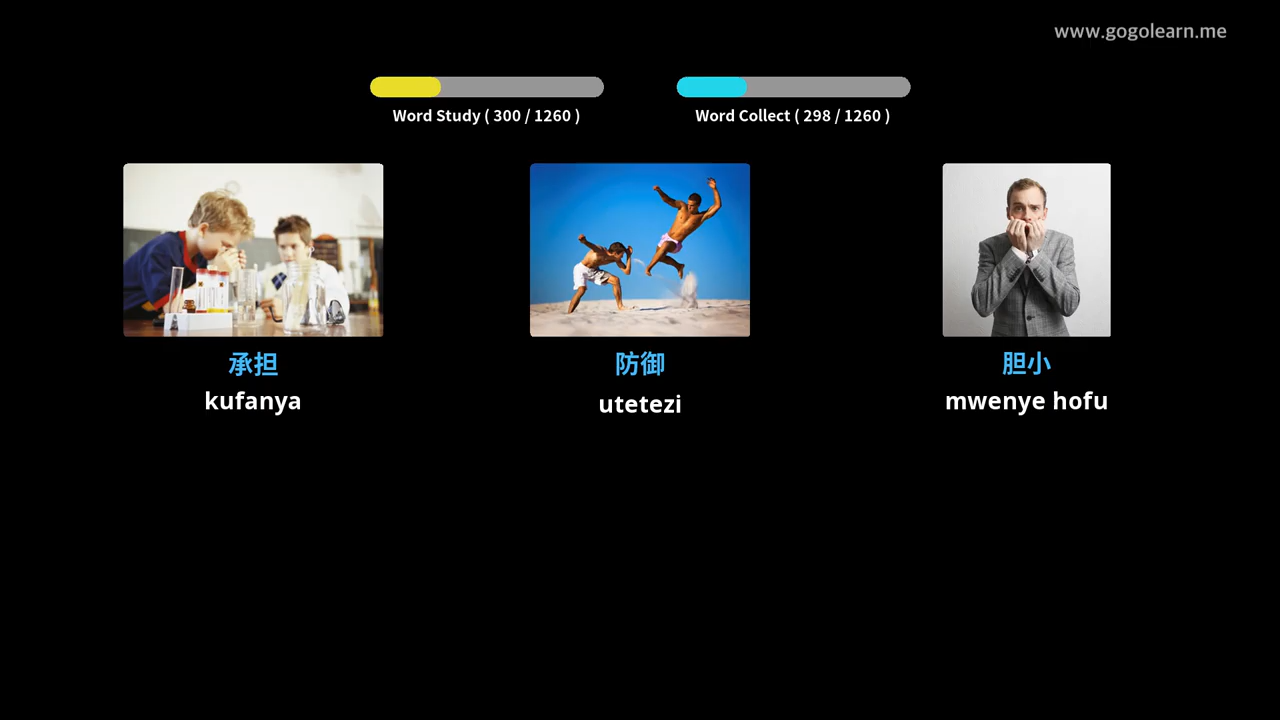 www.gogolearn.me
Word Study ( 300 / 1260 )
Word Collect ( 298 / 1260 )
承担
防御
胆小
kufanya
utetezi
mwenye hofu